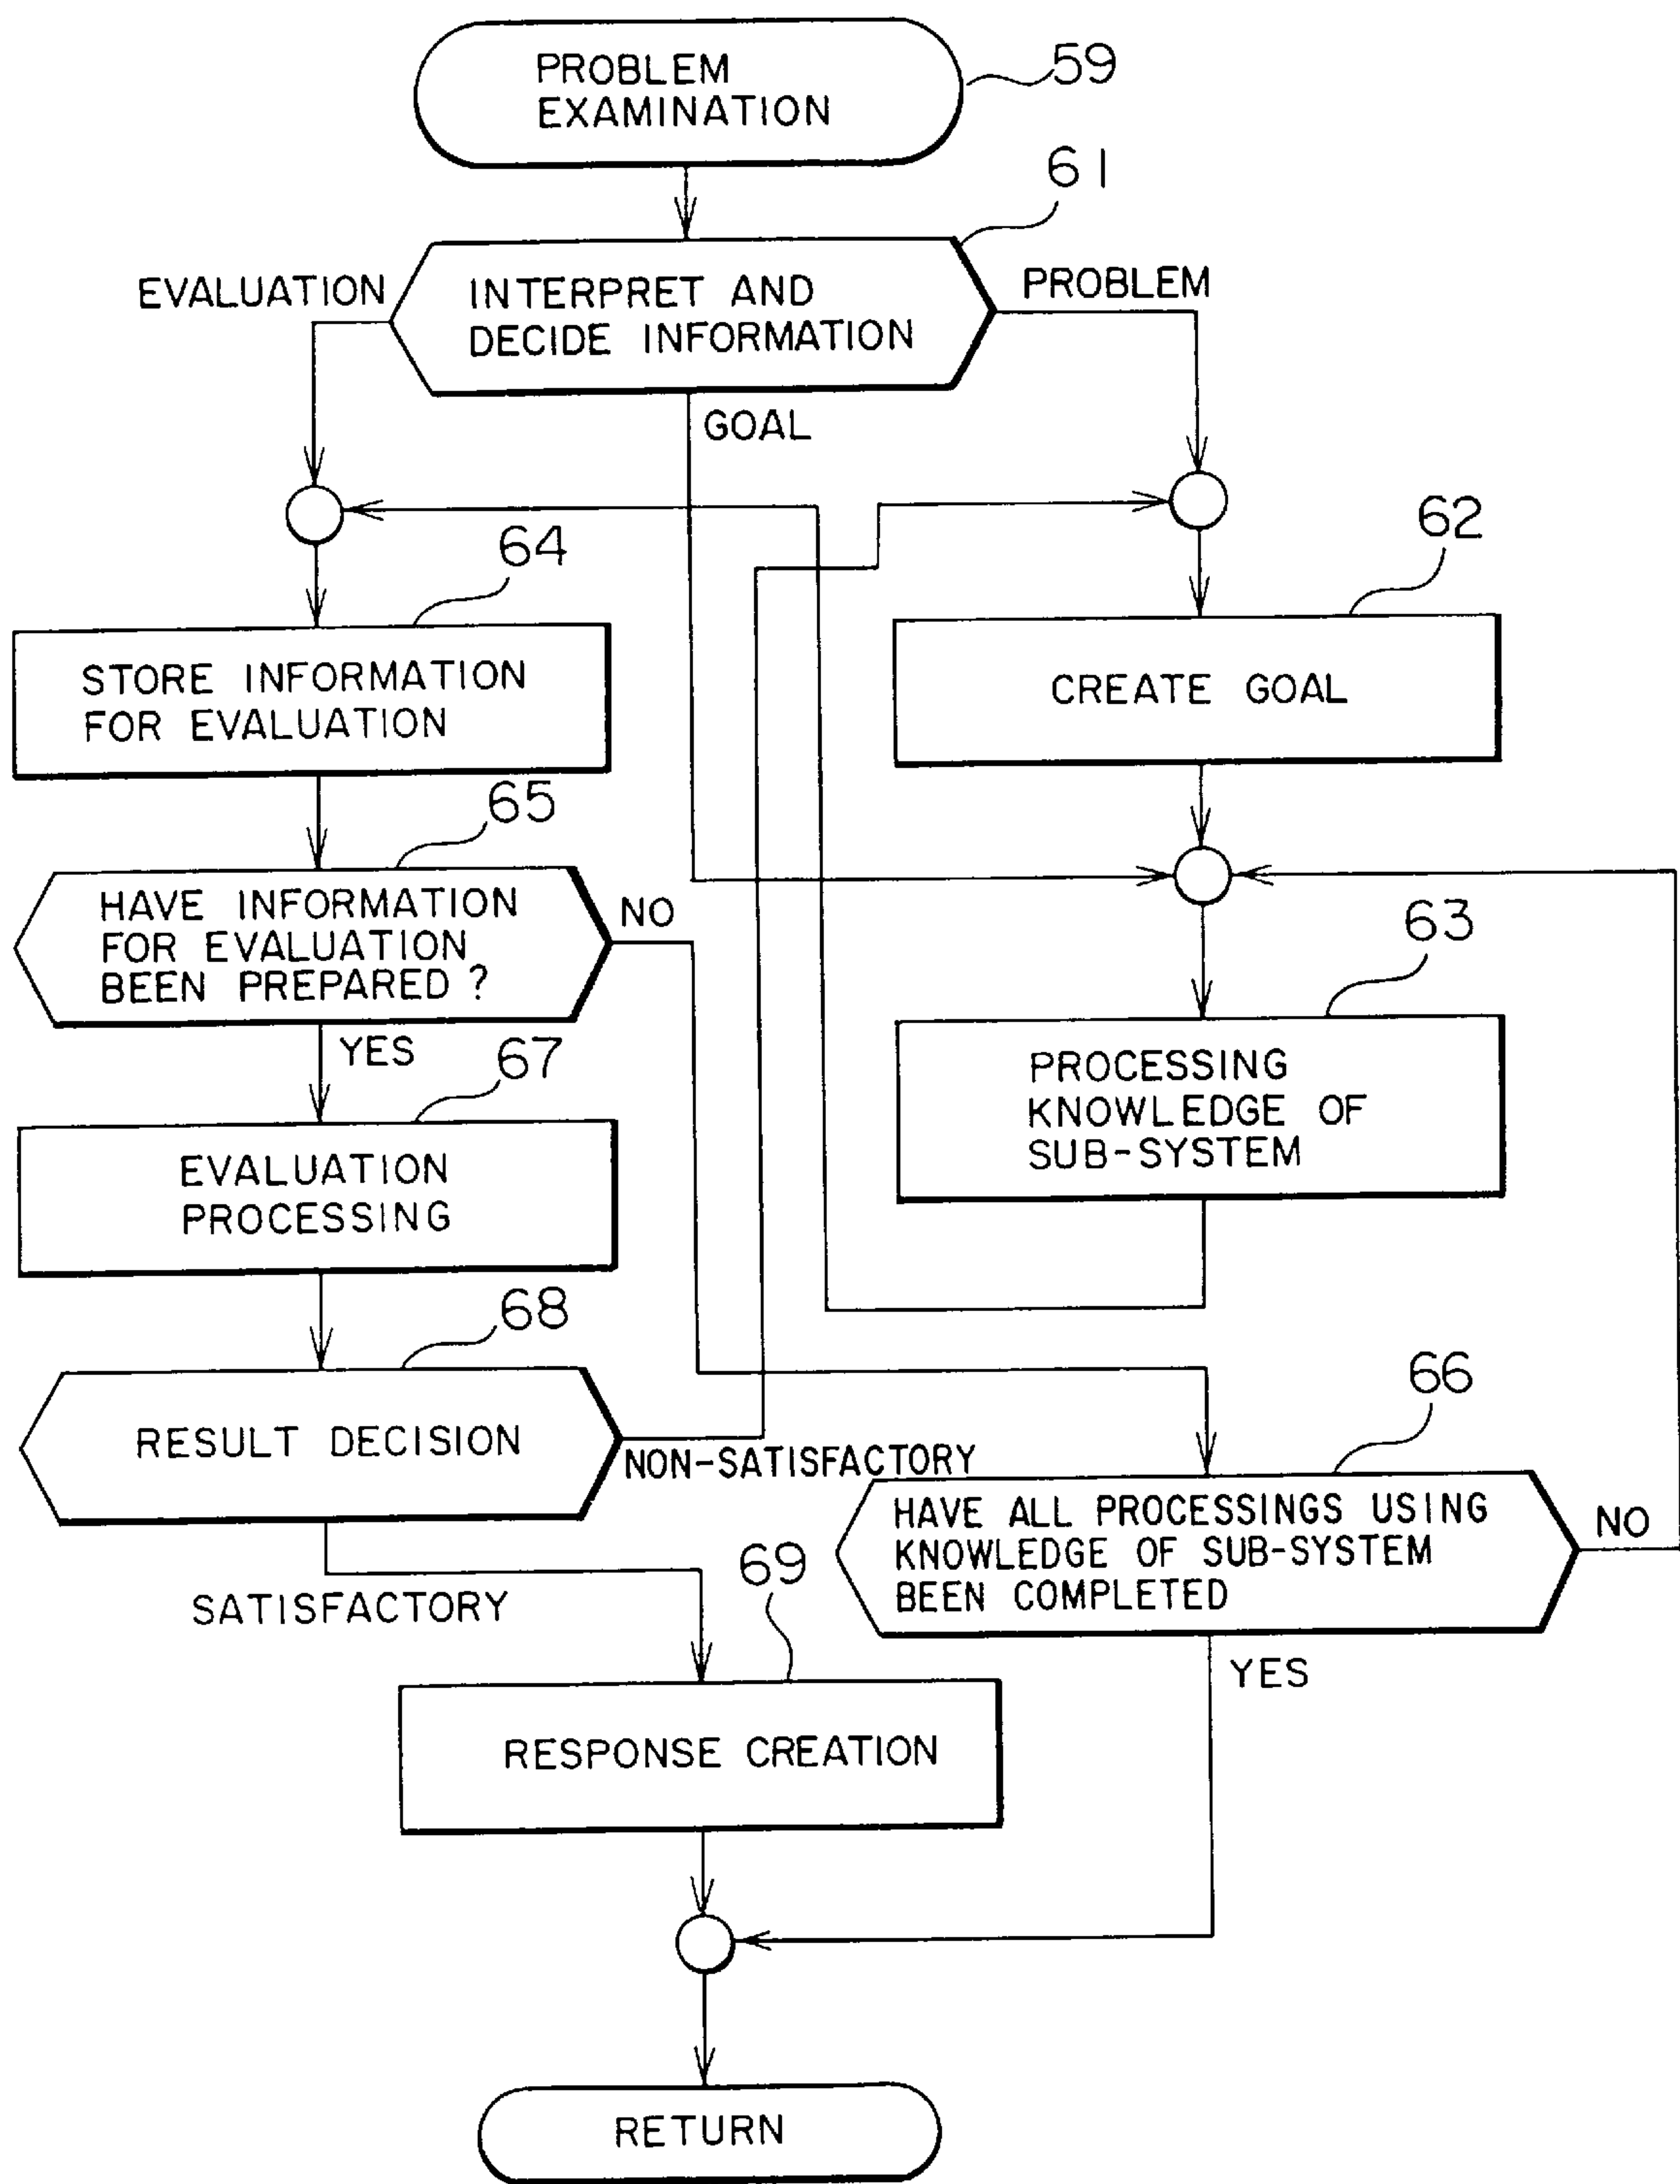 PROBLEM
EXAMINATION
59
61
EVALUATION
INTERPRET AND
DECIDE INFORMATION
PROBLEM
GOAL
64
62
STORE INFORMATION
FOR EVALUATION
CREATE GOAL
65
HAVE INFORMATION
FOR EVALUATION
BEEN PREPARED ?
NO
63
YES
67
PROCESSING
KNOWLEDGE OF
SUB-SYSTEM
EVALUATION
PROCESSING
68
RESULT DECISION
NON-SATISFACTORY
66
HAVE ALL PROCESSINGS USING
KNOWLEDGE OF SUB-SYSTEM
BEEN COMPLETED
NO
SATISFACTORY
69
YES
RESPONSE CREATION
RETURN